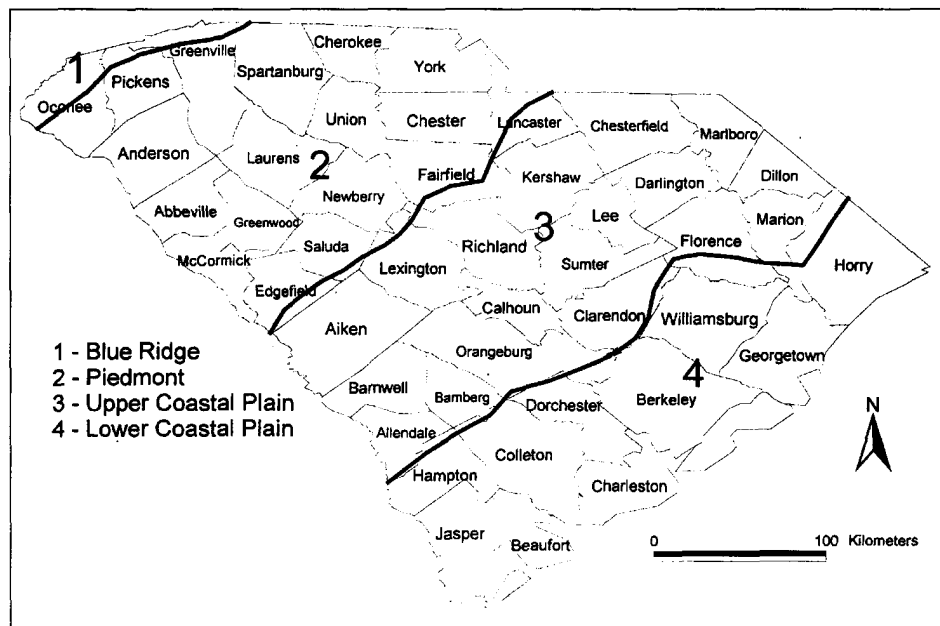 Cherokee
Greenville
York
1
Pickens
Spartanburg
Oconee
Union
Chester
Lancaster
Chesterfield
Marlboro
Anderson
Laurens
2
Fairfield
Kershaw
Dillon
Newberry
Darlington
Abbeville
Greenwood
Lee
Marion
Saluda
Richland
3
Florence
McCormick
Lexington
Sumter
Horry
Edgefield
Calhoun
Clarendon
Williamsburg
Aiken
Orangeburg
Georgetown
1 - Blue Ridge
2 - Piedmont
3 - Upper Coastal Plain
4 - Lower Coastal Plain
Barnwell
Bamberg
Dorchester
Berkeley
4
Allendale
Colleton
Hampton
Charleston
N
Jasper
Beaufort
0 100 Kilometers